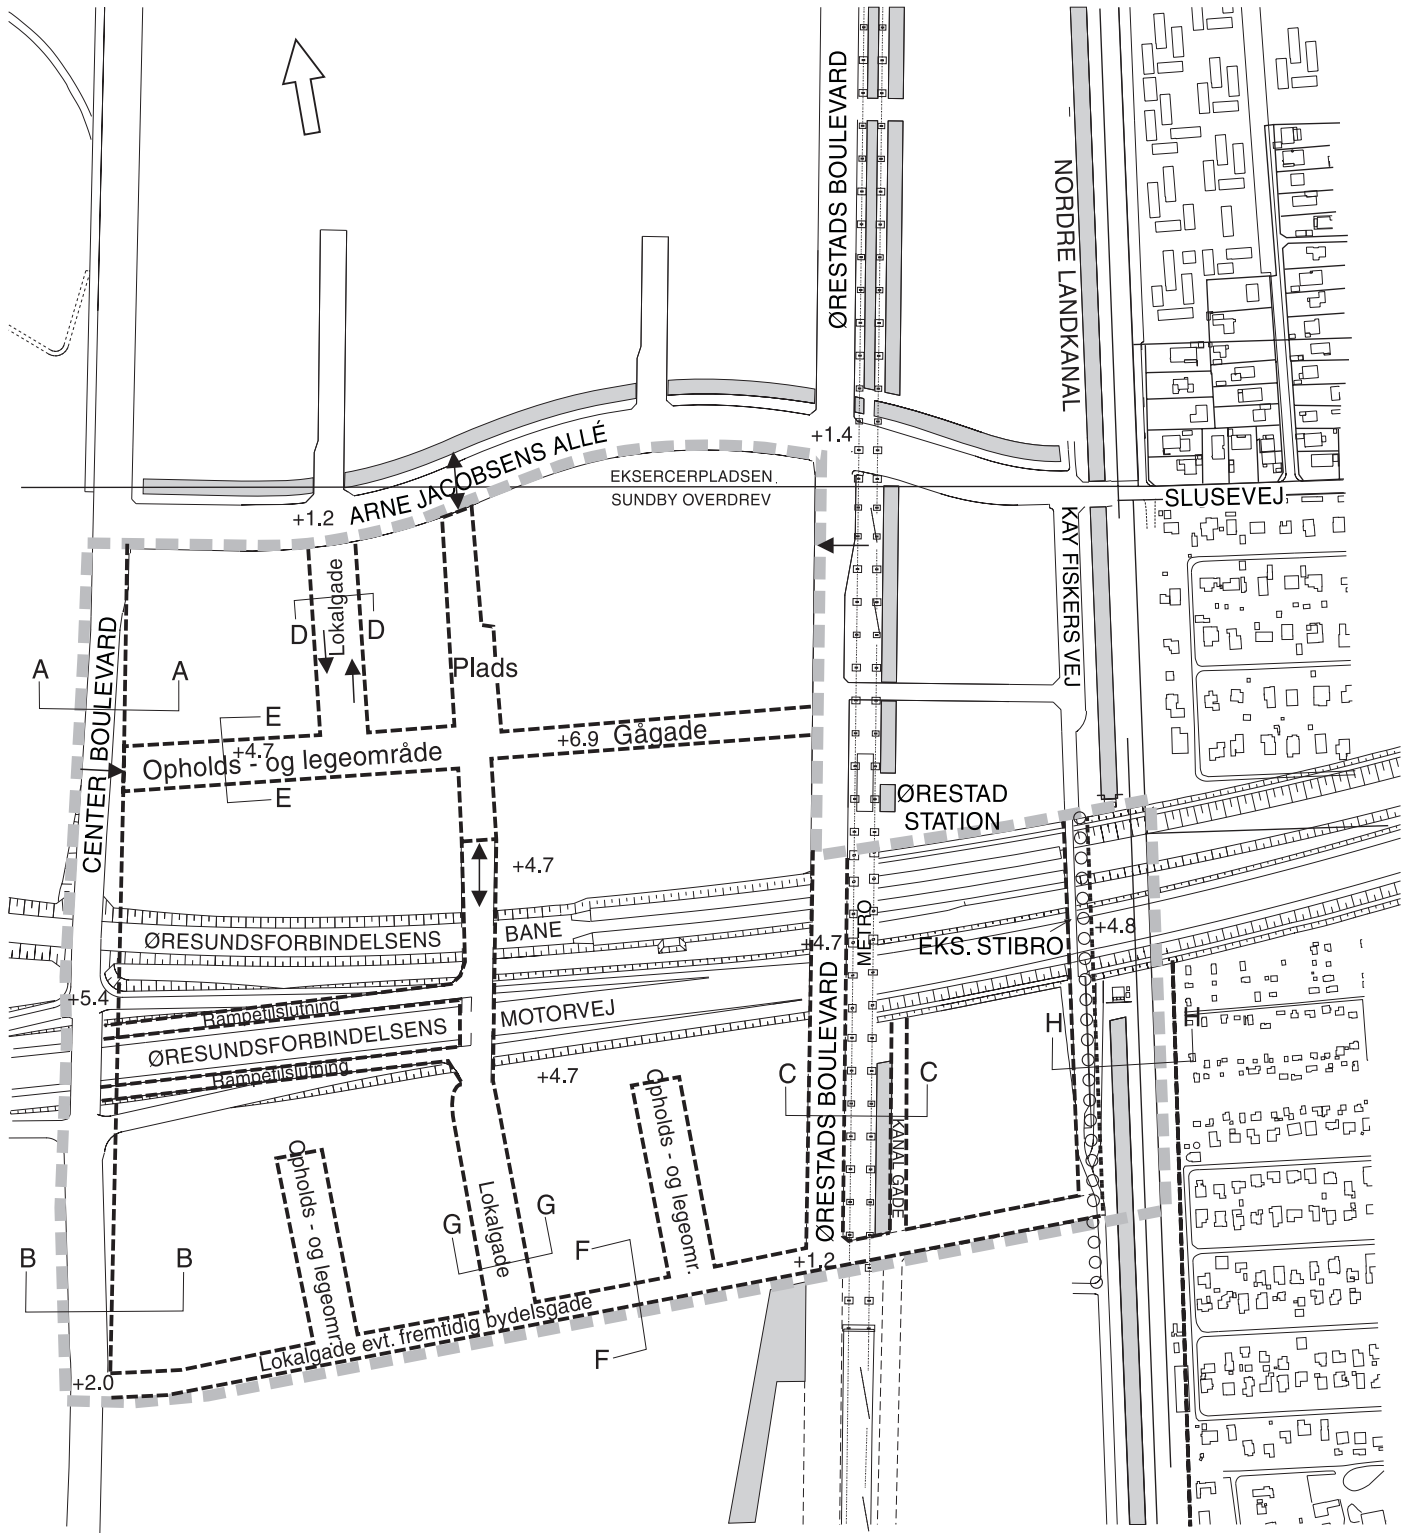 ØRESTADS BOULEVARD
NORDRE LANDKANAL
ARNE JACOBSENS ALLÉ
+1.4
EKSERCERPLADSEN
SUNDBY OVERDREV
SLUSEVEJ
+1.2
KAY FISKERS VEJ
CENTER BOULEVARD
Lokalgade
D
D
A
A
Plads
E
+4.7
Opholds - og legeområde
E
+6.9
Gågade
ØRESTAD
STATION
+4.7
METRO
+4.8
EKS. STIBRO
ØRESUNDSFORBINDELSENS
BANE
+4.7
+5.4
Rampetilslutning
ØRESUNDSFORBINDELSENS
MOTORVEJ
Rampetilslutning
+4.7
H
H
C
C
ØRESTADS BOULEVARD
KANALGADE
Opholds - og legeomr.
Opholds - og legeomr.
Lokalgade
G
G
F
F
B
B
+1.2
Lokalgade evt. fremtidig bydelsgade
+2.0